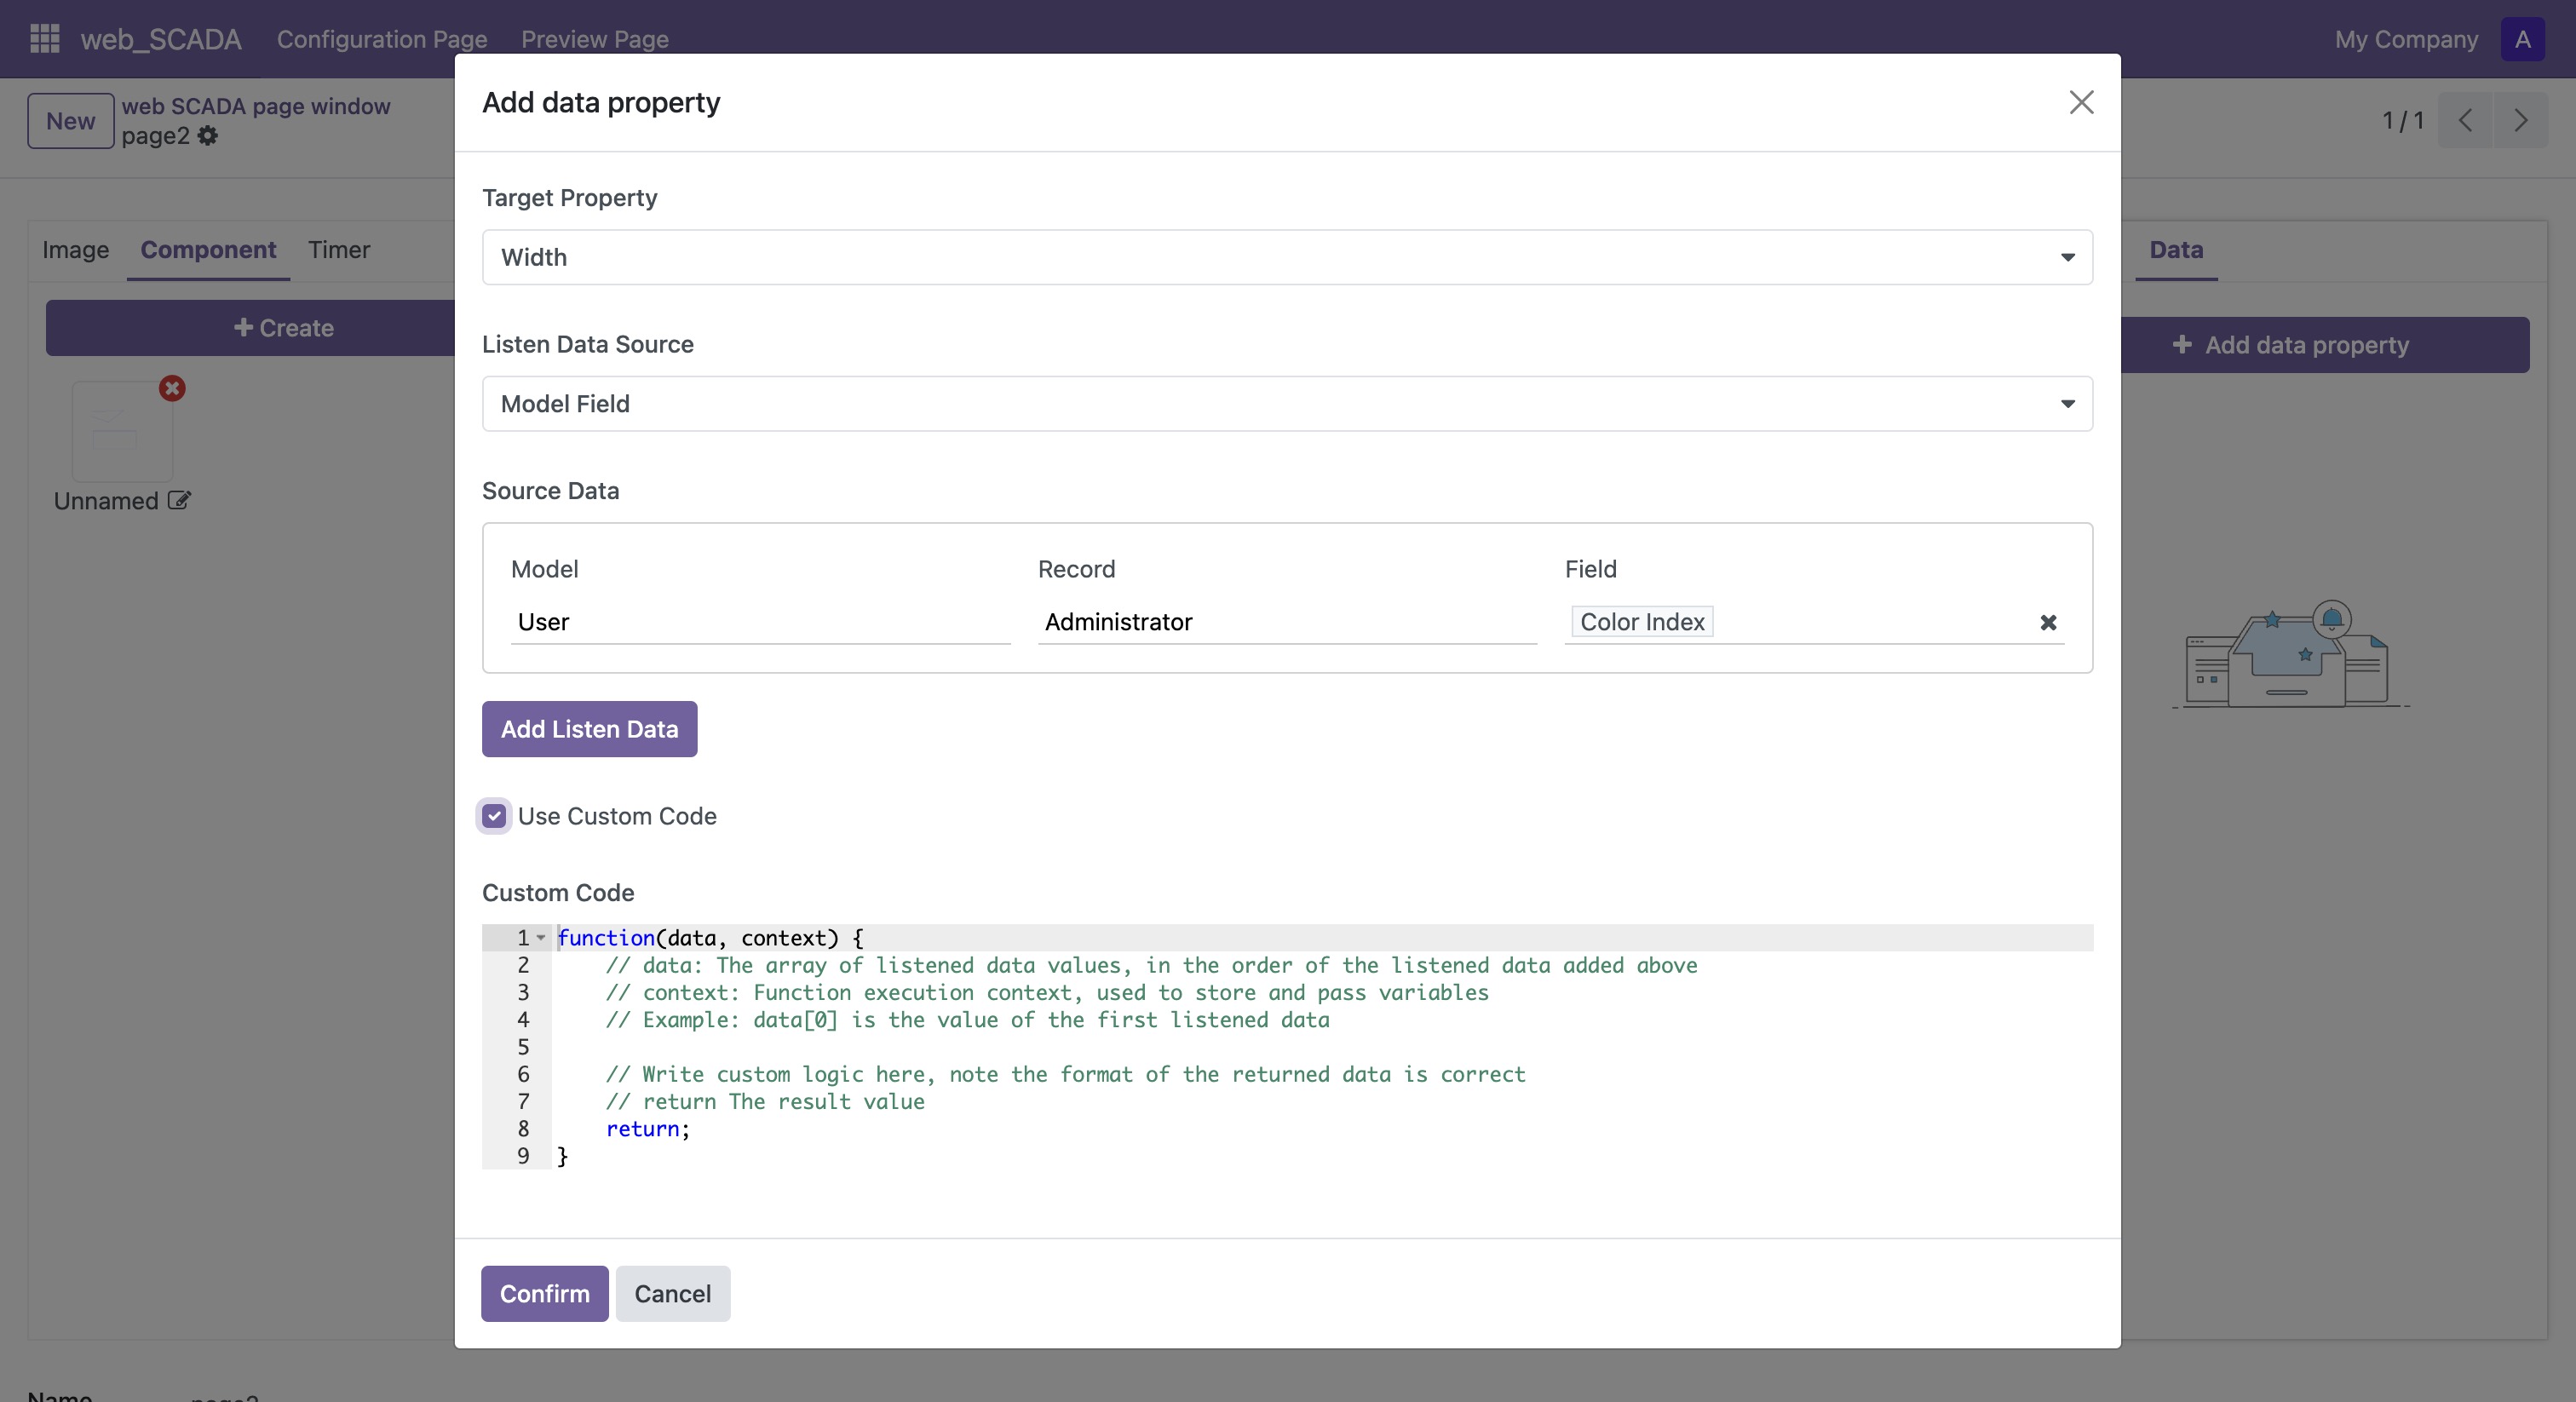 web_SCADA Configuration Page Preview Page My Company A
New web SCADA page window
page2
1 / 1
Add data property
Image Component Timer
Create
Unnamed
Target Property
Width
Listen Data Source
Model Field
Source Data
Model Record Field
User Administrator Color Index
Add Listen Data
Use Custom Code
Custom Code
1 function(data, context) {
2 // data: The array of listened data values, in the order of the listened data added above
3 // context: Function execution context, used to store and pass variables
4 // Example: data[0] is the value of the first listened data
5
6 // Write custom logic here, note the format of the returned data is correct
7 // return The result value
8 return;
9 }
Confirm Cancel
Data
Add data property
Name page2